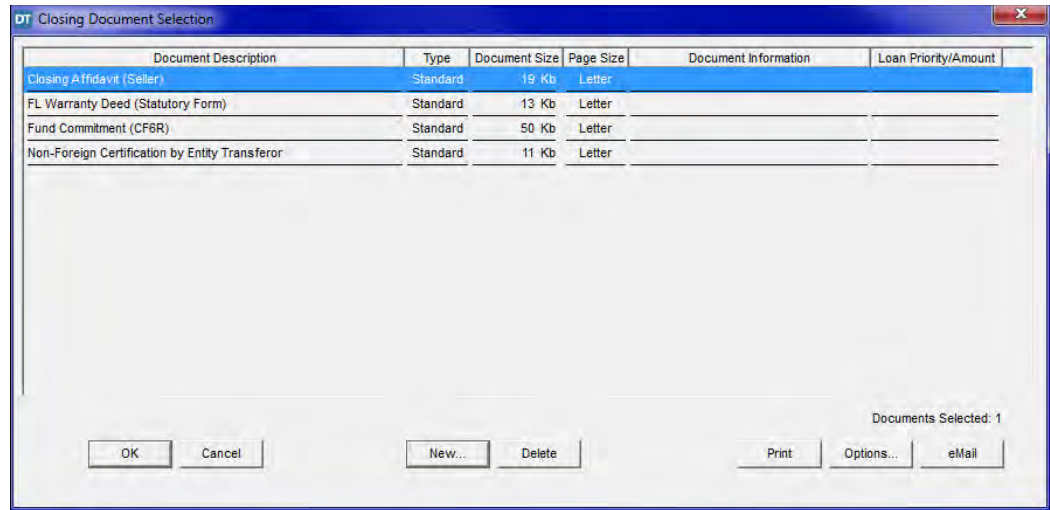 DT Closing Document Selection
X
Document Description Type Document Size Page Size Document Information Loan Priority/Amount
Closing Affidavit (Seller) Standard 19 Kb Letter
FL Warranty Deed (Statutory Form) Standard 13 Kb Letter
Fund Commitment (CF6R) Standard 50 Kb Letter
Non-Foreign Certification by Entity Transferor Standard 11 Kb Letter
Documents Selected: 1
OK Cancel New... Delete Print Options... eMail